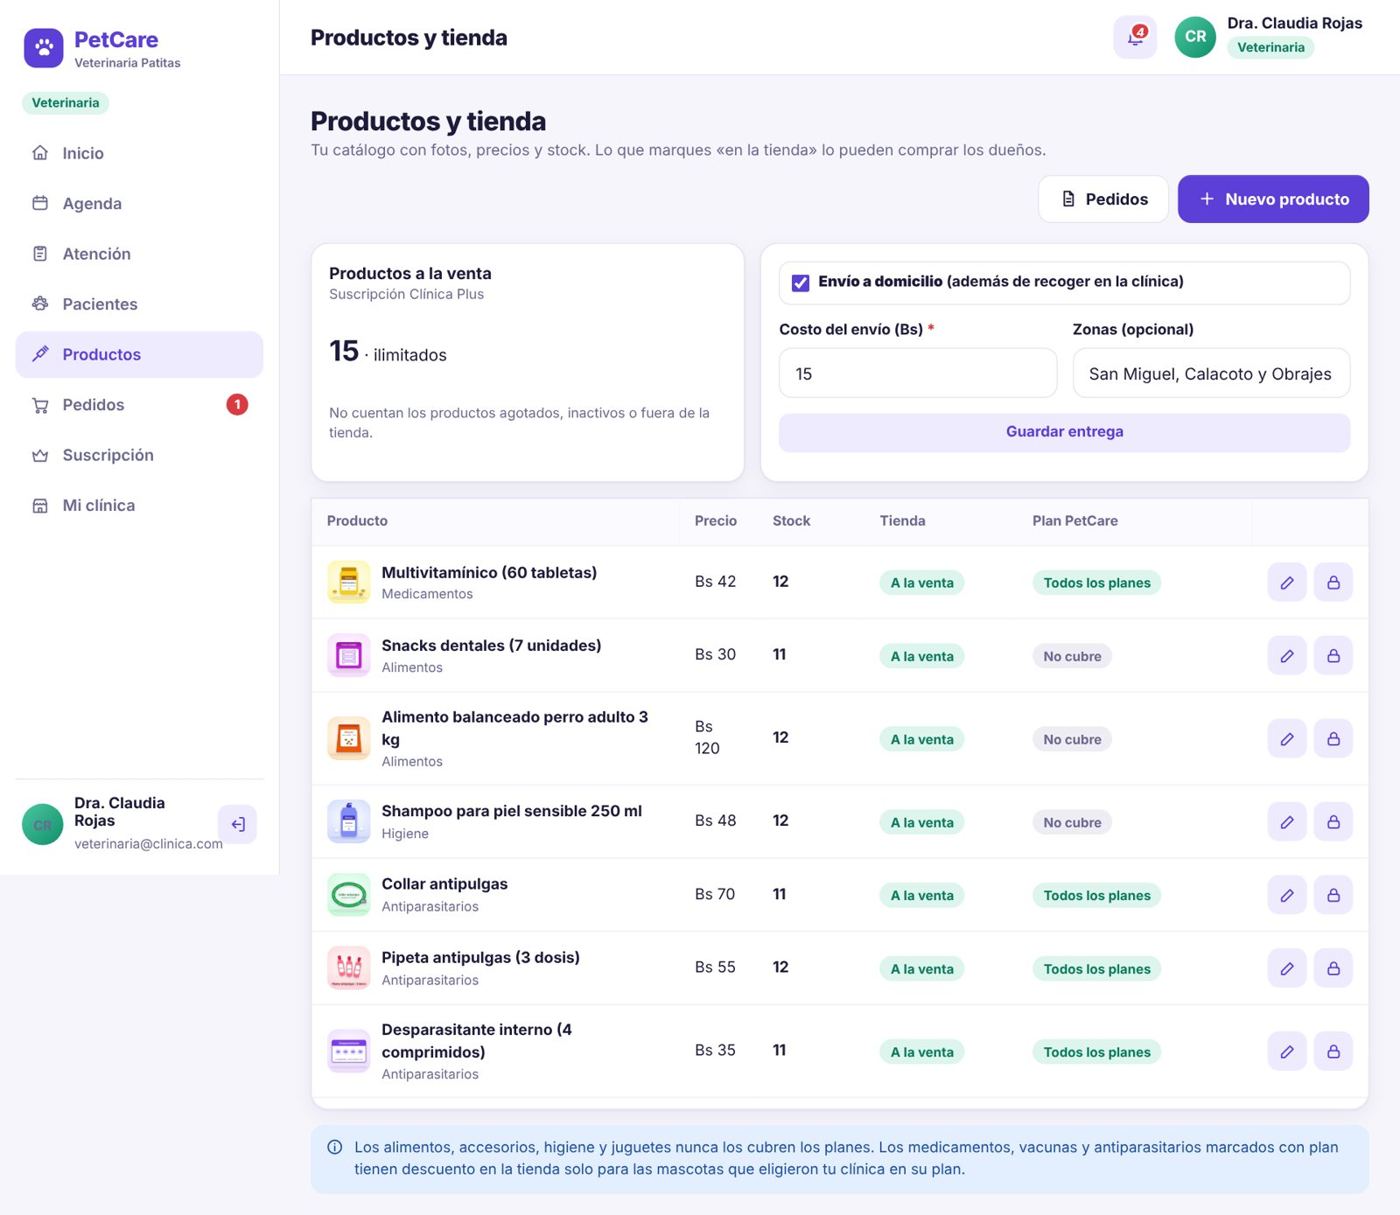 PetCare
Veterinaria Patitas
Veterinaria
Inicio
Agenda
Atención
Pacientes
Productos
Pedidos
1
Suscripción
Mi clínica
CR
Dra. Claudia
Rojas
veterinaria@clinica.com
Productos y tienda
4
CR
Dra. Claudia Rojas
Veterinaria
Productos y tienda
Tu catálogo con fotos, precios y stock. Lo que marques «en la tienda» lo pueden comprar los dueños.
Pedidos
Nuevo producto
Productos a la venta
Suscripción Clínica Plus
15 · ilimitados
No cuentan los productos agotados, inactivos o fuera de la
tienda.
Envío a domicilio (además de recoger en la clínica)
Costo del envío (Bs) *
Zonas (opcional)
15
San Miguel, Calacoto y Obrajes
Guardar entrega
Producto Precio Stock Tienda Plan PetCare
Multivitamínico (60 tabletas)
Medicamentos
Bs 42 12 A la venta Todos los planes
Snacks dentales (7 unidades)
Alimentos
Bs 30 11 A la venta No cubre
Alimento balanceado perro adulto 3
kg
Alimentos
Bs
120
12 A la venta No cubre
Shampoo para piel sensible 250 ml
Higiene
Bs 48 12 A la venta No cubre
Collar antipulgas
Antiparasitarios
Bs 70 11 A la venta Todos los planes
Pipeta antipulgas (3 dosis)
Antiparasitarios
Bs 55 12 A la venta Todos los planes
Desparasitante interno (4
comprimidos)
Antiparasitarios
Bs 35 11 A la venta Todos los planes
Los alimentos, accesorios, higiene y juguetes nunca los cubren los planes. Los medicamentos, vacunas y antiparasitarios marcados con plan
tienen descuento en la tienda solo para las mascotas que eligieron tu clínica en su plan.